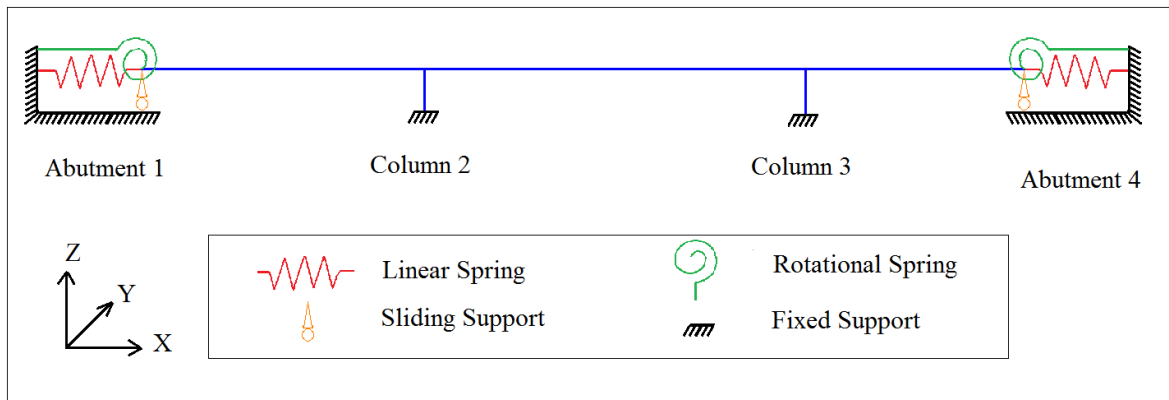 Abutment 1
Column 2
Column 3
Abutment 4
Z
Y
X
Linear Spring
Rotational Spring
Sliding Support
Fixed Support